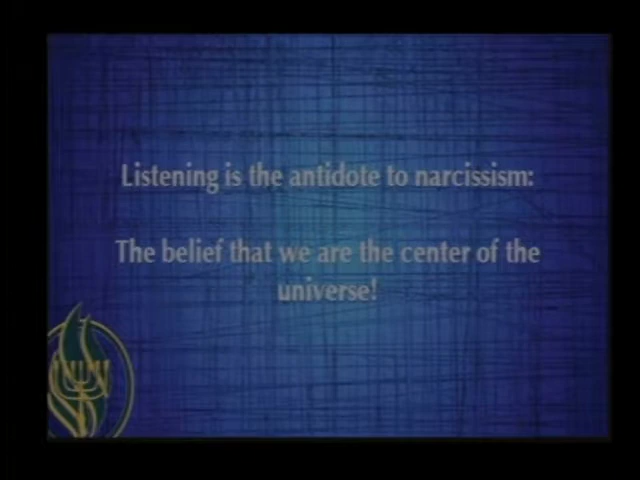 Listening is the antidote to narcissism:
The belief that we are the center of the
universe!